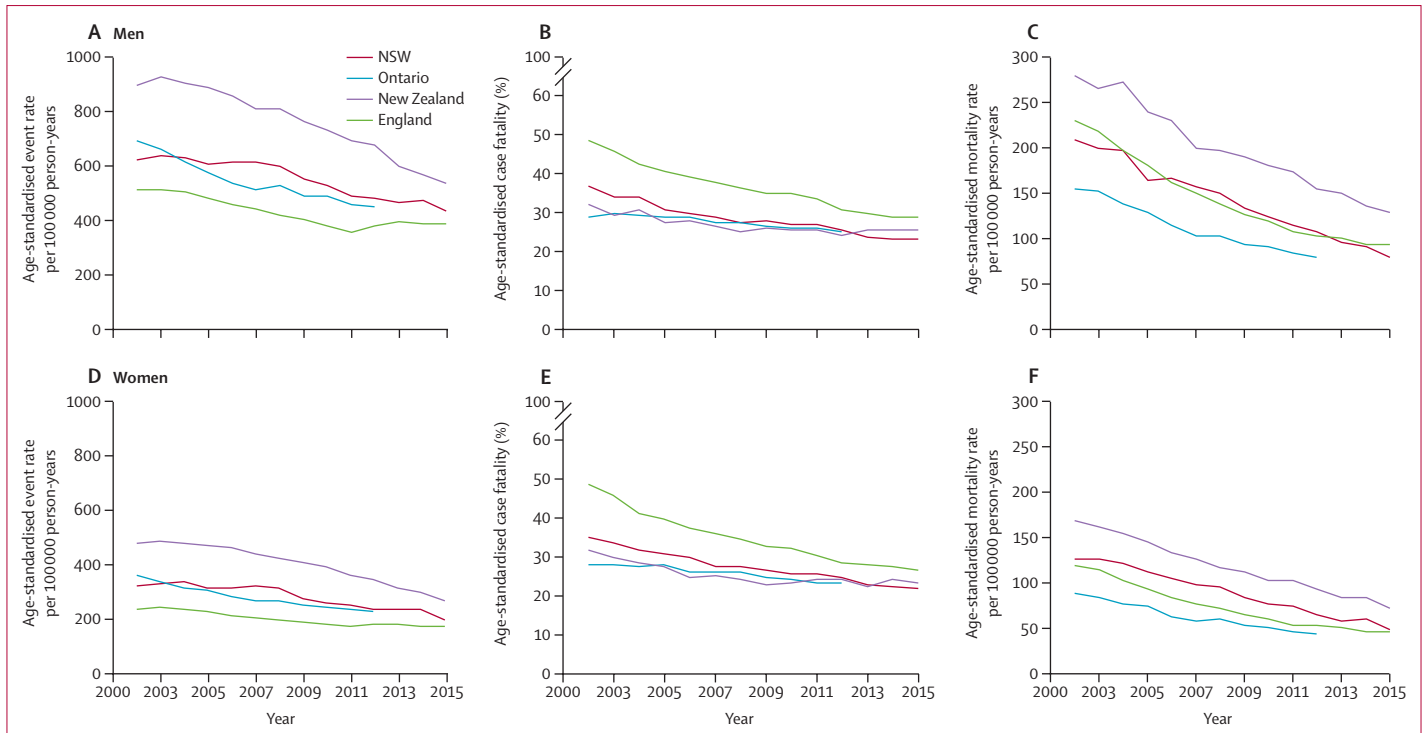 A Men
1000
800
600
400
200
0
Age-standardised event rate
per 100 000 person-years
NSW
Ontario
New Zealand
England
B
100
60
50
40
30
20
10
0
Age-standardised case fatality (%)
C
300
250
200
150
100
50
0
Age-standardised mortality rate
per 100 000 person-years
D Women
1000
800
600
400
200
0
Age-standardised event rate
per 100 000 person-years
2000 2003 2005 2007 2009 2011 2013 2015
Year
E
100
60
50
40
30
20
10
0
Age-standardised case fatality (%)
2000 2003 2005 2007 2009 2011 2013 2015
Year
F
300
250
200
150
100
50
0
Age-standardised mortality rate
per 100 000 person-years
2000 2003 2005 2007 2009 2011 2013 2015
Year